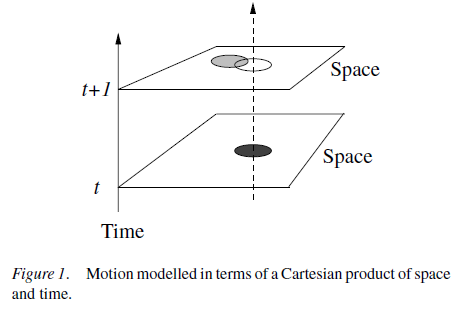 Space
t+1
Space
t
Time
Figure 1. Motion modelled in terms of a Cartesian product of space
and time.